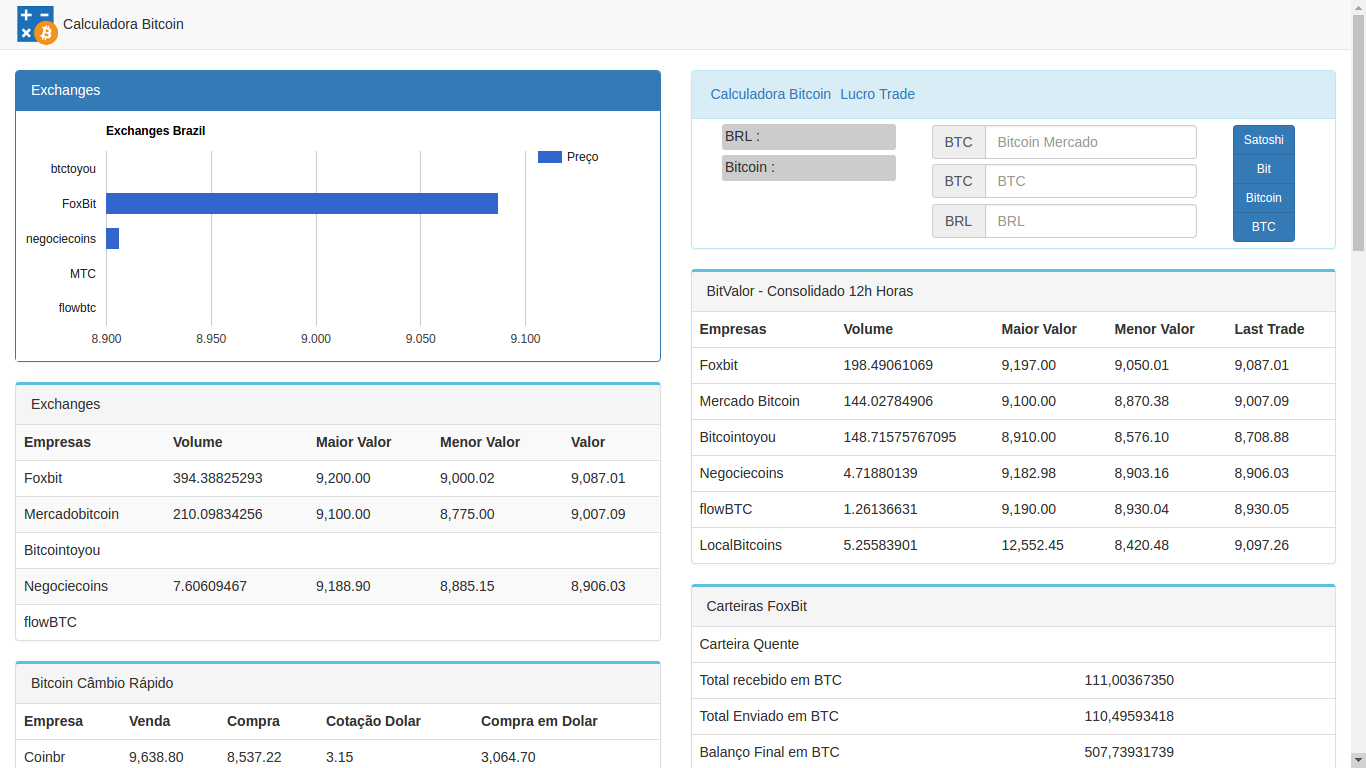 Calculadora Bitcoin
Exchanges
Exchanges Brazil
Preço
btctoyou
FoxBit
negociecoins
MTC
flowbtc
8.900 8.950 9.000 9.050 9.100
Exchanges
Empresas Volume Maior Valor Menor Valor Valor
Foxbit 394.38825293 9,200.00 9,000.02 9,087.01
Mercadobitcoin 210.09834256 9,100.00 8,775.00 9,007.09
Bitcointoyou
Negociecoins 7.60609467 9,188.90 8,885.15 8,906.03
flowBTC
Bitcoin Câmbio Rápido
Empresa Venda Compra Cotação Dolar Compra em Dolar
Coinbr 9,638.80 8,537.22 3.15 3,064.70
Calculadora Bitcoin Lucro Trade
BRL :
Bitcoin :
BTC Bitcoin Mercado
BTC BTC
BRL BRL
Satoshi
Bit
Bitcoin
BTC
BitValor - Consolidado 12h Horas
Empresas Volume Maior Valor Menor Valor Last Trade
Foxbit 198.49061069 9,197.00 9,050.01 9,087.01
Mercado Bitcoin 144.02784906 9,100.00 8,870.38 9,007.09
Bitcointoyou 148.71575767095 8,910.00 8,576.10 8,708.88
Negociecoins 4.71880139 9,182.98 8,903.16 8,906.03
flowBTC 1.26136631 9,190.00 8,930.04 8,930.05
LocalBitcoins 5.25583901 12,552.45 8,420.48 9,097.26
Carteiras FoxBit
Carteira Quente
Total recebido em BTC 111,00367350
Total Enviado em BTC 110,49593418
Balanço Final em BTC 507,73931739